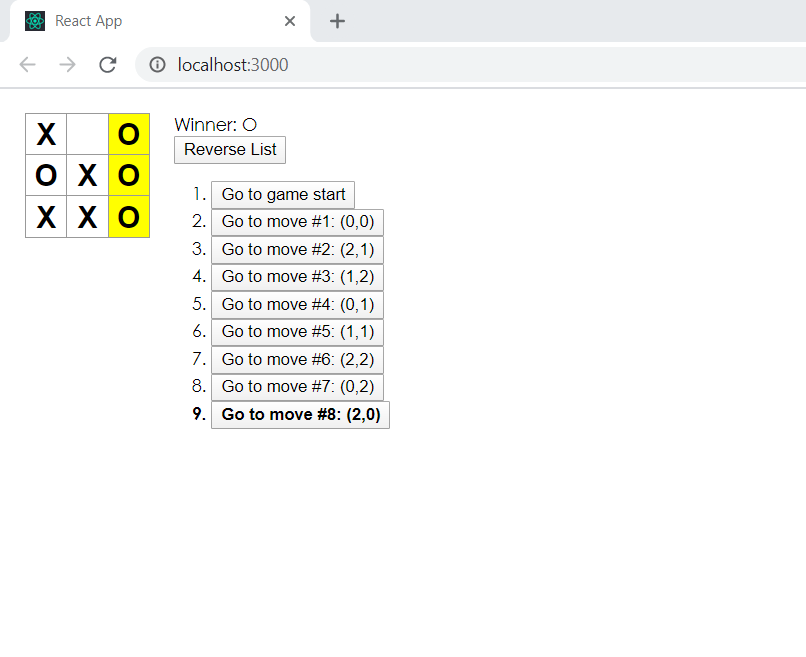 React App
localhost:3000
X O
O X O
X X O
Winner: O
Reverse List
1. Go to game start
2. Go to move #1: (0,0)
3. Go to move #2: (2,1)
4. Go to move #3: (1,2)
5. Go to move #4: (0,1)
6. Go to move #5: (1,1)
7. Go to move #6: (2,2)
8. Go to move #7: (0,2)
9. Go to move #8: (2,0)